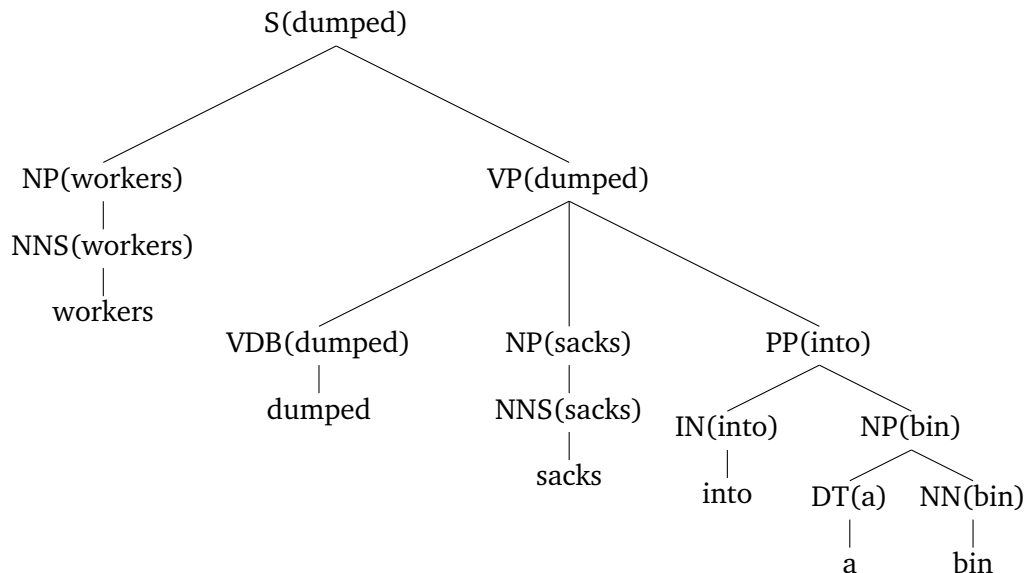 S(dumped)
NP(workers) VP(dumped)
NNS(workers)
workers
VDB(dumped) NP(sacks) PP(into)
dumped NNS(sacks)
IN(into) NP(bin)
sacks
into DT(a) NN(bin)
a bin